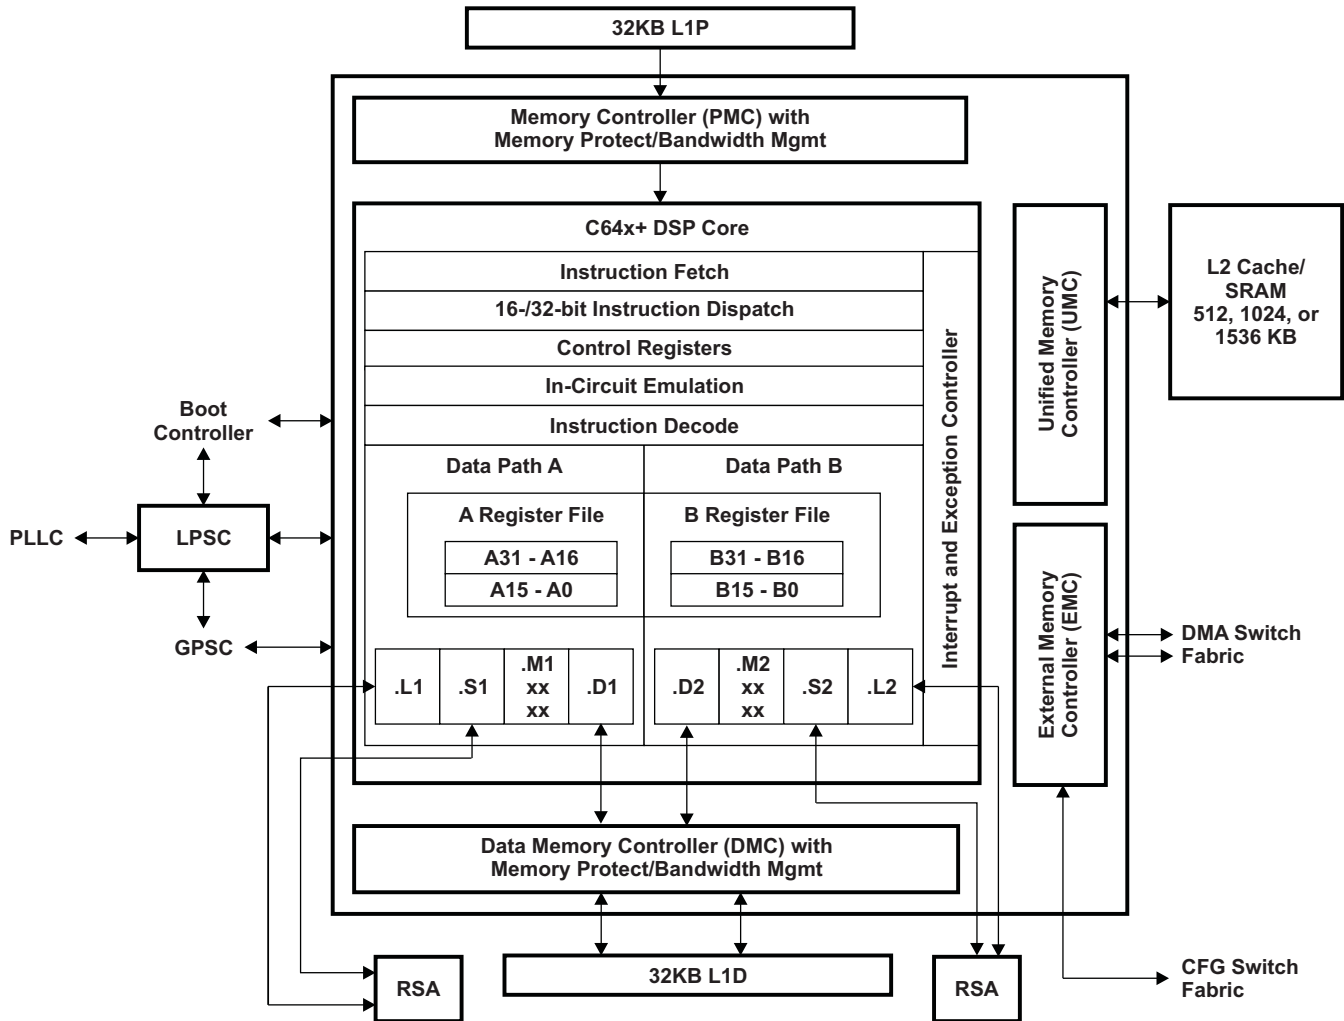 32KB L1P
Memory Controller (PMC) with
Memory Protect/Bandwidth Mgmt
C64x+ DSP Core
Instruction Fetch
16-/32-bit Instruction Dispatch
Control Registers
In-Circuit Emulation
Instruction Decode
Data Path A
Data Path B
A Register File
B Register File
A31 - A16
A15 - A0
B31 - B16
B15 - B0
.L1
.S1
.M1
xx
xx
.D1
.D2
.M2
xx
xx
.S2
.L2
Interrupt and Exception Controller
Unified Memory
Controller (UMC)
L2 Cache/
SRAM
512, 1024, or
1536 KB
External Memory
Controller (EMC)
DMA Switch
Fabric
Boot
Controller
PLLC
LPSC
GPSC
Data Memory Controller (DMC) with
Memory Protect/Bandwidth Mgmt
RSA
32KB L1D
RSA
CFG Switch
Fabric